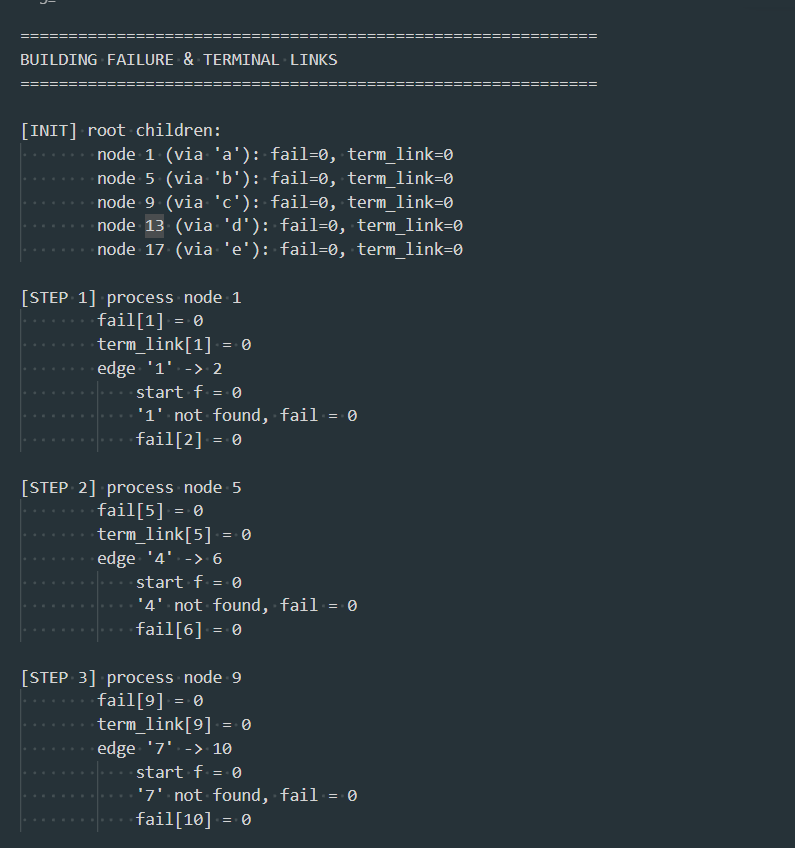 ============================================================
BUILDING FAILURE & TERMINAL LINKS
============================================================
[INIT] root children:
node 1 (via 'a'): fail=0, term_link=0
node 5 (via 'b'): fail=0, term_link=0
node 9 (via 'c'): fail=0, term_link=0
node 13 (via 'd'): fail=0, term_link=0
node 17 (via 'e'): fail=0, term_link=0
[STEP 1] process node 1
fail[1] = 0
term_link[1] = 0
edge '1' -> 2
start f = 0
'1' not found, fail = 0
fail[2] = 0
[STEP 2] process node 5
fail[5] = 0
term_link[5] = 0
edge '4' -> 6
start f = 0
'4' not found, fail = 0
fail[6] = 0
[STEP 3] process node 9
fail[9] = 0
term_link[9] = 0
edge '7' -> 10
start f = 0
'7' not found, fail = 0
fail[10] = 0